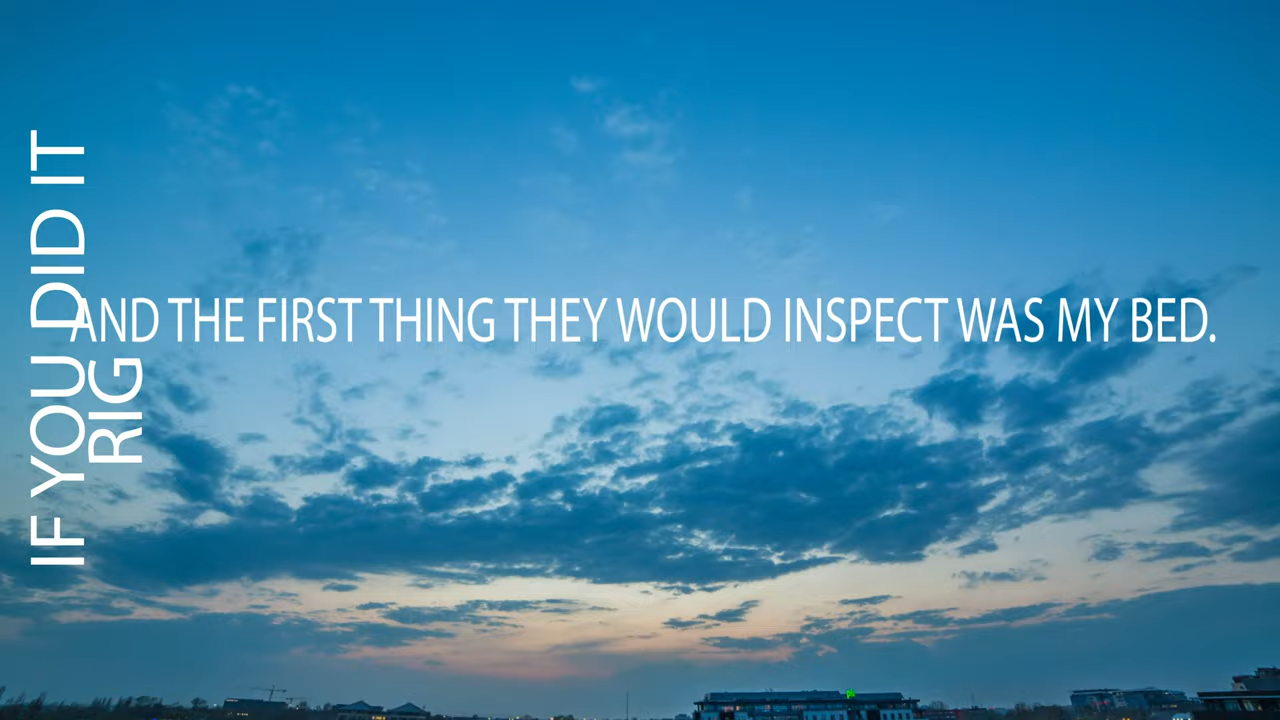 AND THE FIRST THING THEY WOULD INSPECT WAS MY BED.
IF YOU DID IT
RIG